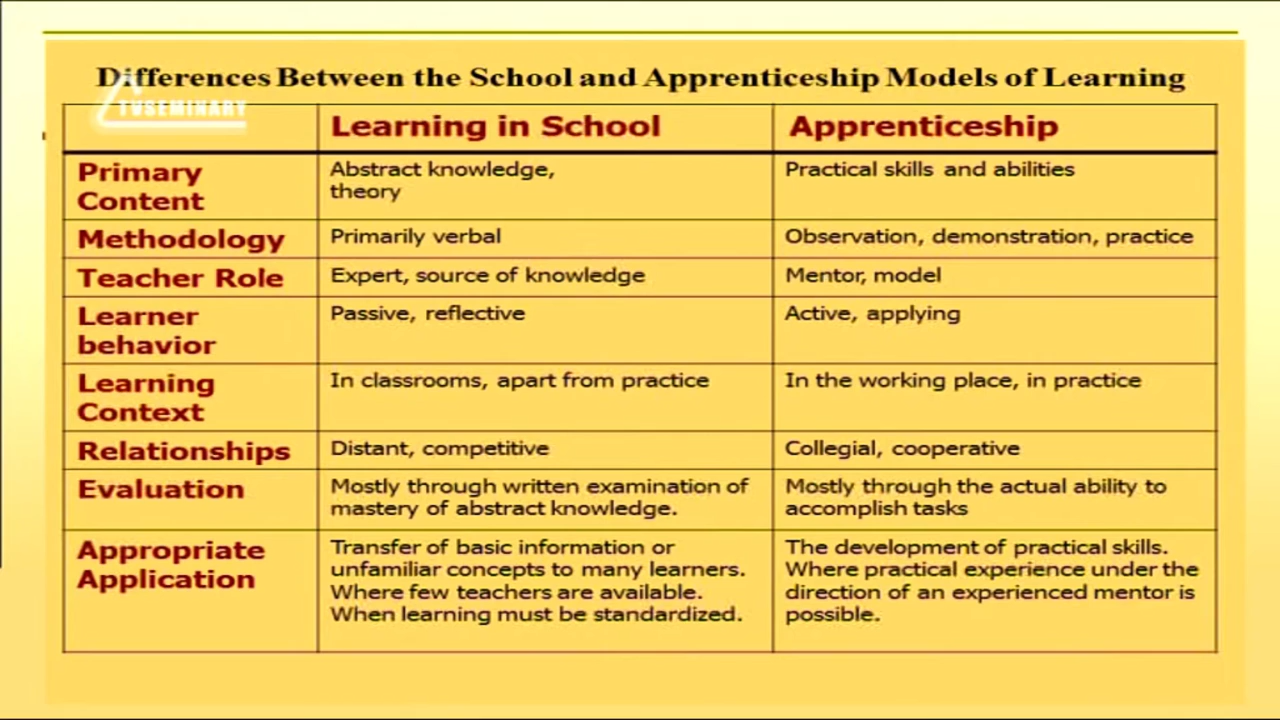 Differences Between the School and Apprenticeship Models of Learning
TVSEMINARY
Learning in School
Apprenticeship
Primary
Content
Abstract knowledge,
theory
Practical skills and abilities
Methodology
Primarily verbal
Observation, demonstration, practice
Teacher Role
Expert, source of knowledge
Mentor, model
Learner
behavior
Passive, reflective
Active, applying
Learning
Context
In classrooms, apart from practice
In the working place, in practice
Relationships
Distant, competitive
Collegial, cooperative
Evaluation
Mostly through written examination of
mastery of abstract knowledge.
Mostly through the actual ability to
accomplish tasks
Appropriate
Application
Transfer of basic information or
unfamiliar concepts to many learners.
Where few teachers are available.
When learning must be standardized.
The development of practical skills.
Where practical experience under the
direction of an experienced mentor is
possible.